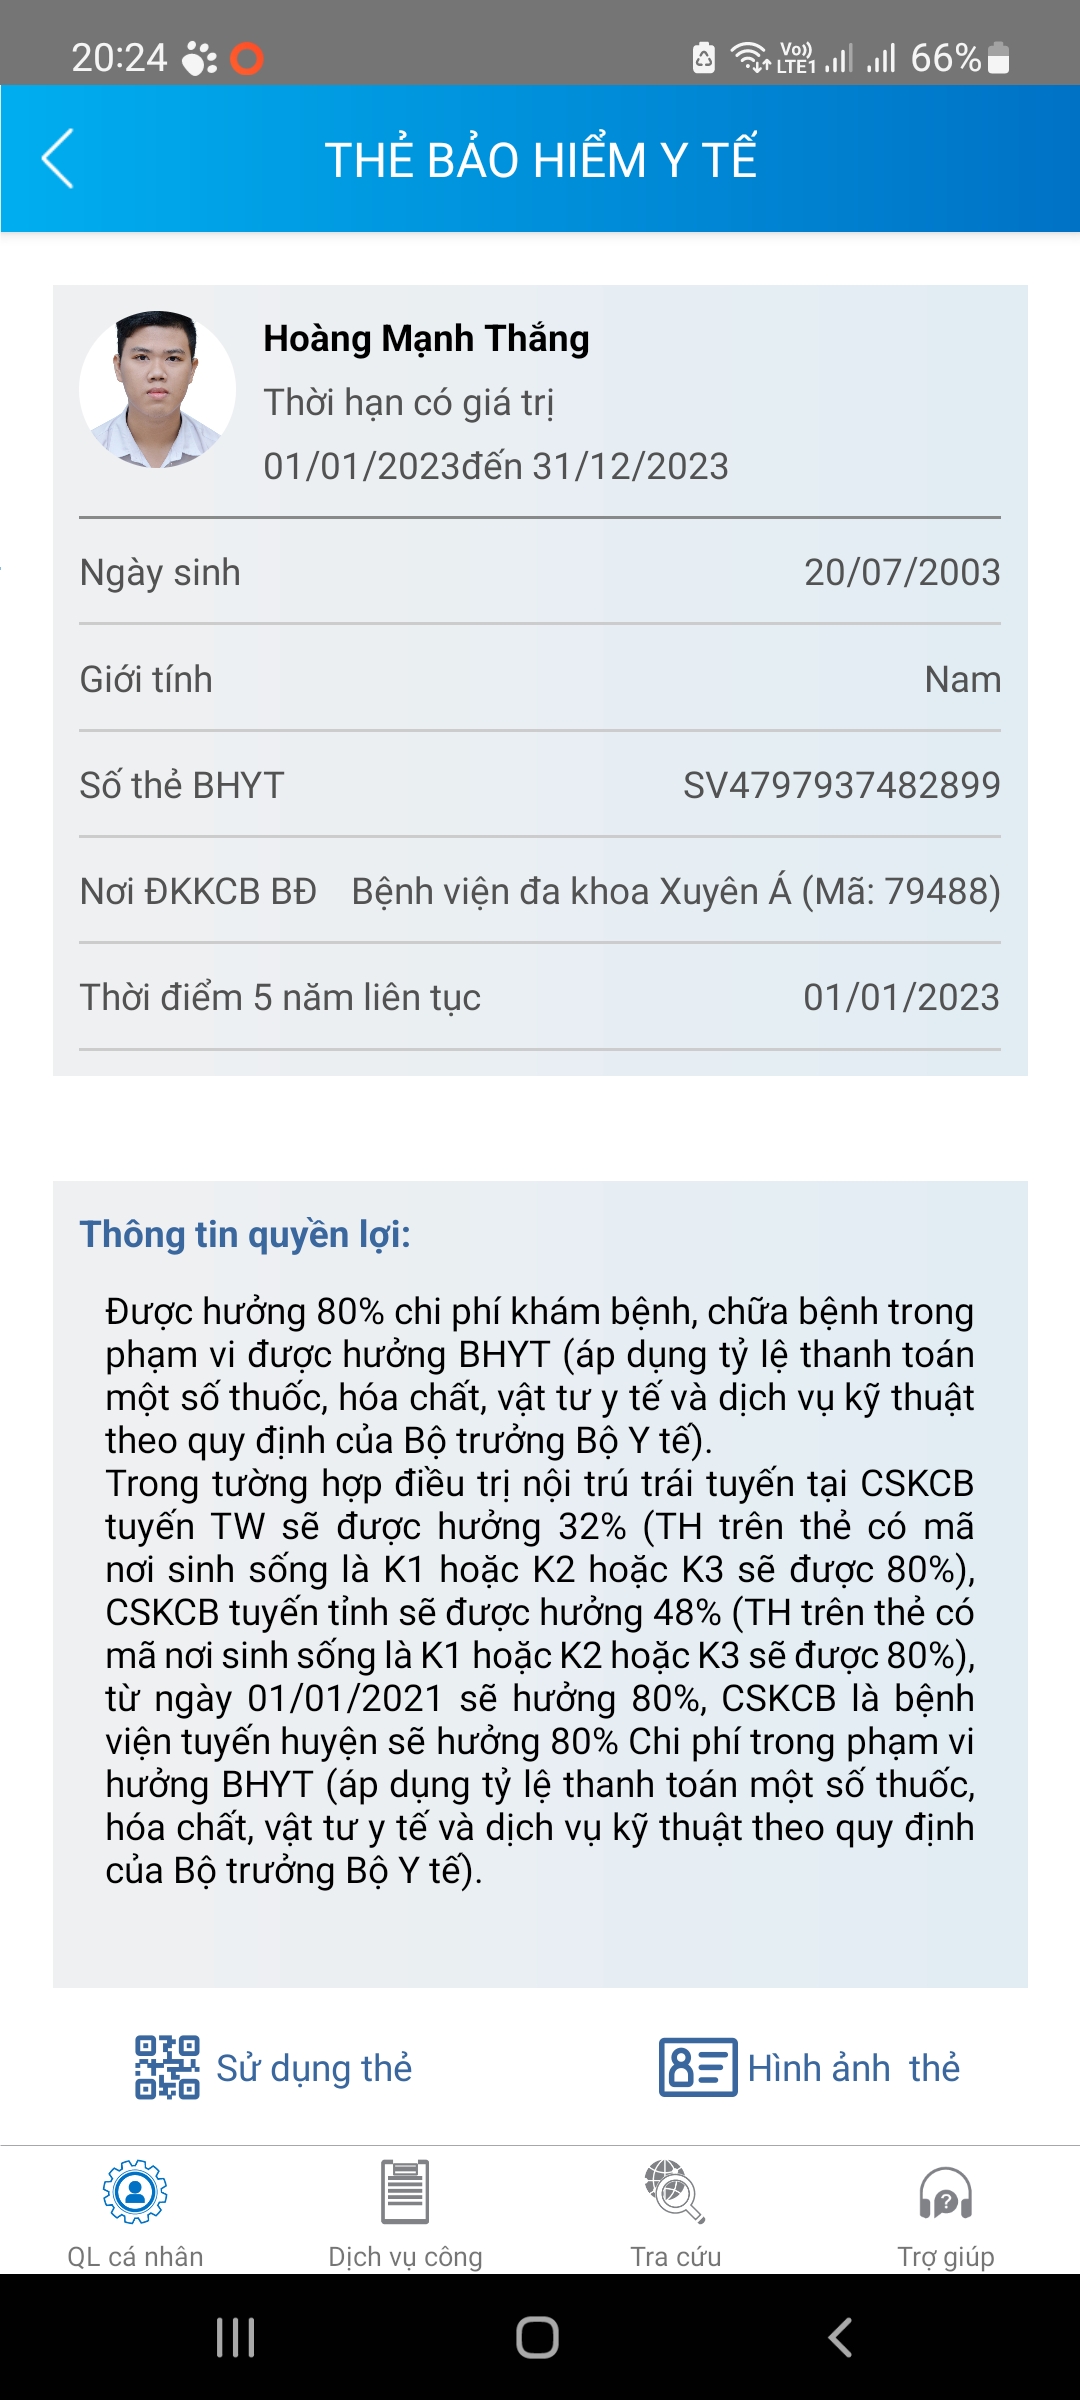 20:24
Vo))
LTE1
66%
THẺ BẢO HIỂM Y TẾ
Hoàng Mạnh Thắng
Thời hạn có giá trị
01/01/2023đến 31/12/2023
Ngày sinh 20/07/2003
Giới tính Nam
Số thẻ BHYT SV4797937482899
Nơi ĐKKCB BĐ Bệnh viện đa khoa Xuyên Á (Mã: 79488)
Thời điểm 5 năm liên tục 01/01/2023
Thông tin quyền lợi:
Được hưởng 80% chi phí khám bệnh, chữa bệnh trong
phạm vi được hưởng BHYT (áp dụng tỷ lệ thanh toán
một số thuốc, hóa chất, vật tư y tế và dịch vụ kỹ thuật
theo quy định của Bộ trưởng Bộ Y tế).
Trong tường hợp điều trị nội trú trái tuyến tại CSKCB
tuyến TW sẽ được hưởng 32% (TH trên thẻ có mã
nơi sinh sống là K1 hoặc K2 hoặc K3 sẽ được 80%),
CSKCB tuyến tỉnh sẽ được hưởng 48% (TH trên thẻ có
mã nơi sinh sống là K1 hoặc K2 hoặc K3 sẽ được 80%),
từ ngày 01/01/2021 sẽ hưởng 80%, CSKCB là bệnh
viện tuyến huyện sẽ hưởng 80% Chi phí trong phạm vi
hưởng BHYT (áp dụng tỷ lệ thanh toán một số thuốc,
hóa chất, vật tư y tế và dịch vụ kỹ thuật theo quy định
của Bộ trưởng Bộ Y tế).
Sử dụng thẻ Hình ảnh thẻ
QL cá nhân Dịch vụ công Tra cứu Trợ giúp